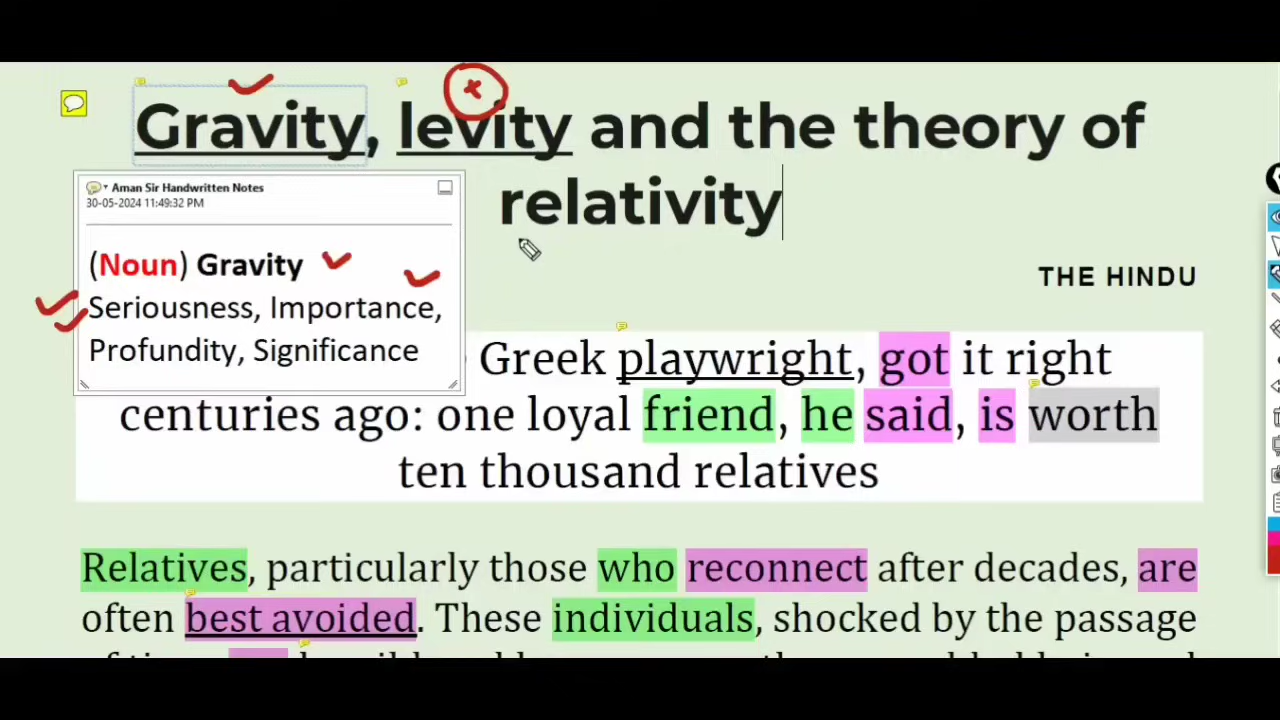 Gravity, levity and the theory of
relativity
Aman Sir Handwritten Notes
30-05-2024 11:49:32 PM
(Noun) Gravity
Seriousness, Importance,
Profundity, Significance
THE HINDU
Greek playwright, got it right
centuries ago: one loyal friend, he said, is worth
ten thousand relatives
Relatives, particularly those who reconnect after decades, are
often best avoided. These individuals, shocked by the passage